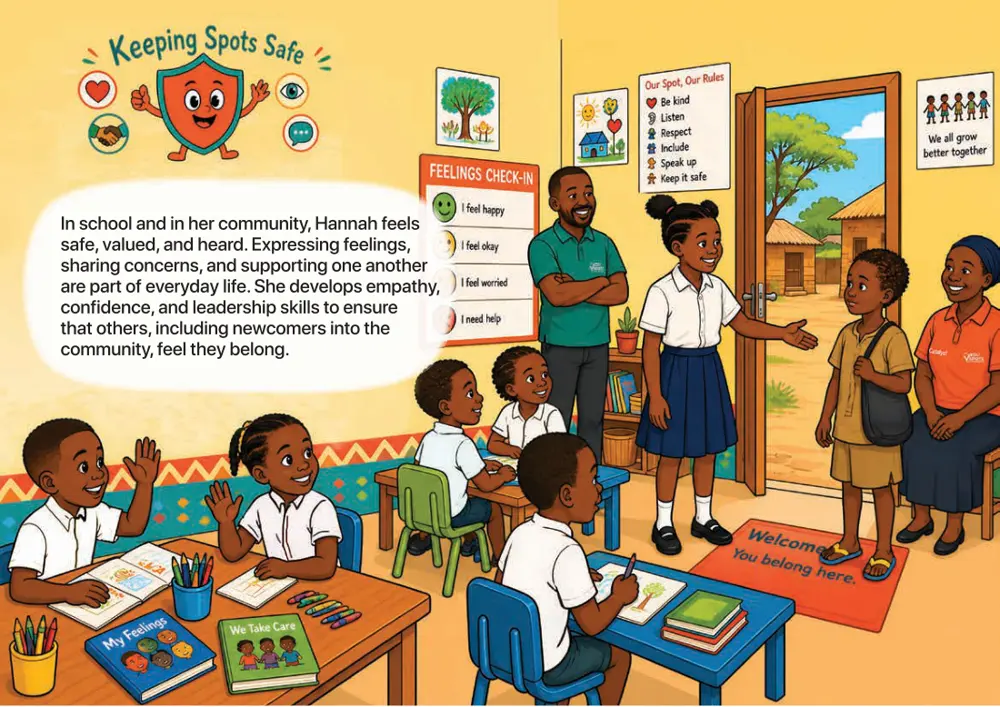 Keeping Spots Safe
In school and in her community, Hannah feels
safe, valued, and heard. Expressing feelings,
sharing concerns, and supporting one another
are part of everyday life. She develops empathy,
confidence, and leadership skills to ensure
that others, including newcomers into the
community, feel they belong.
FEELINGS CHECK-IN
I feel happy
I feel okay
I feel worried
I need help
Our Spot, Our Rules
Be kind
Listen
Respect
Include
Speak up
Keep it safe
We all grow
better together
Welcome
You belong here.
My Feelings
We Take Care